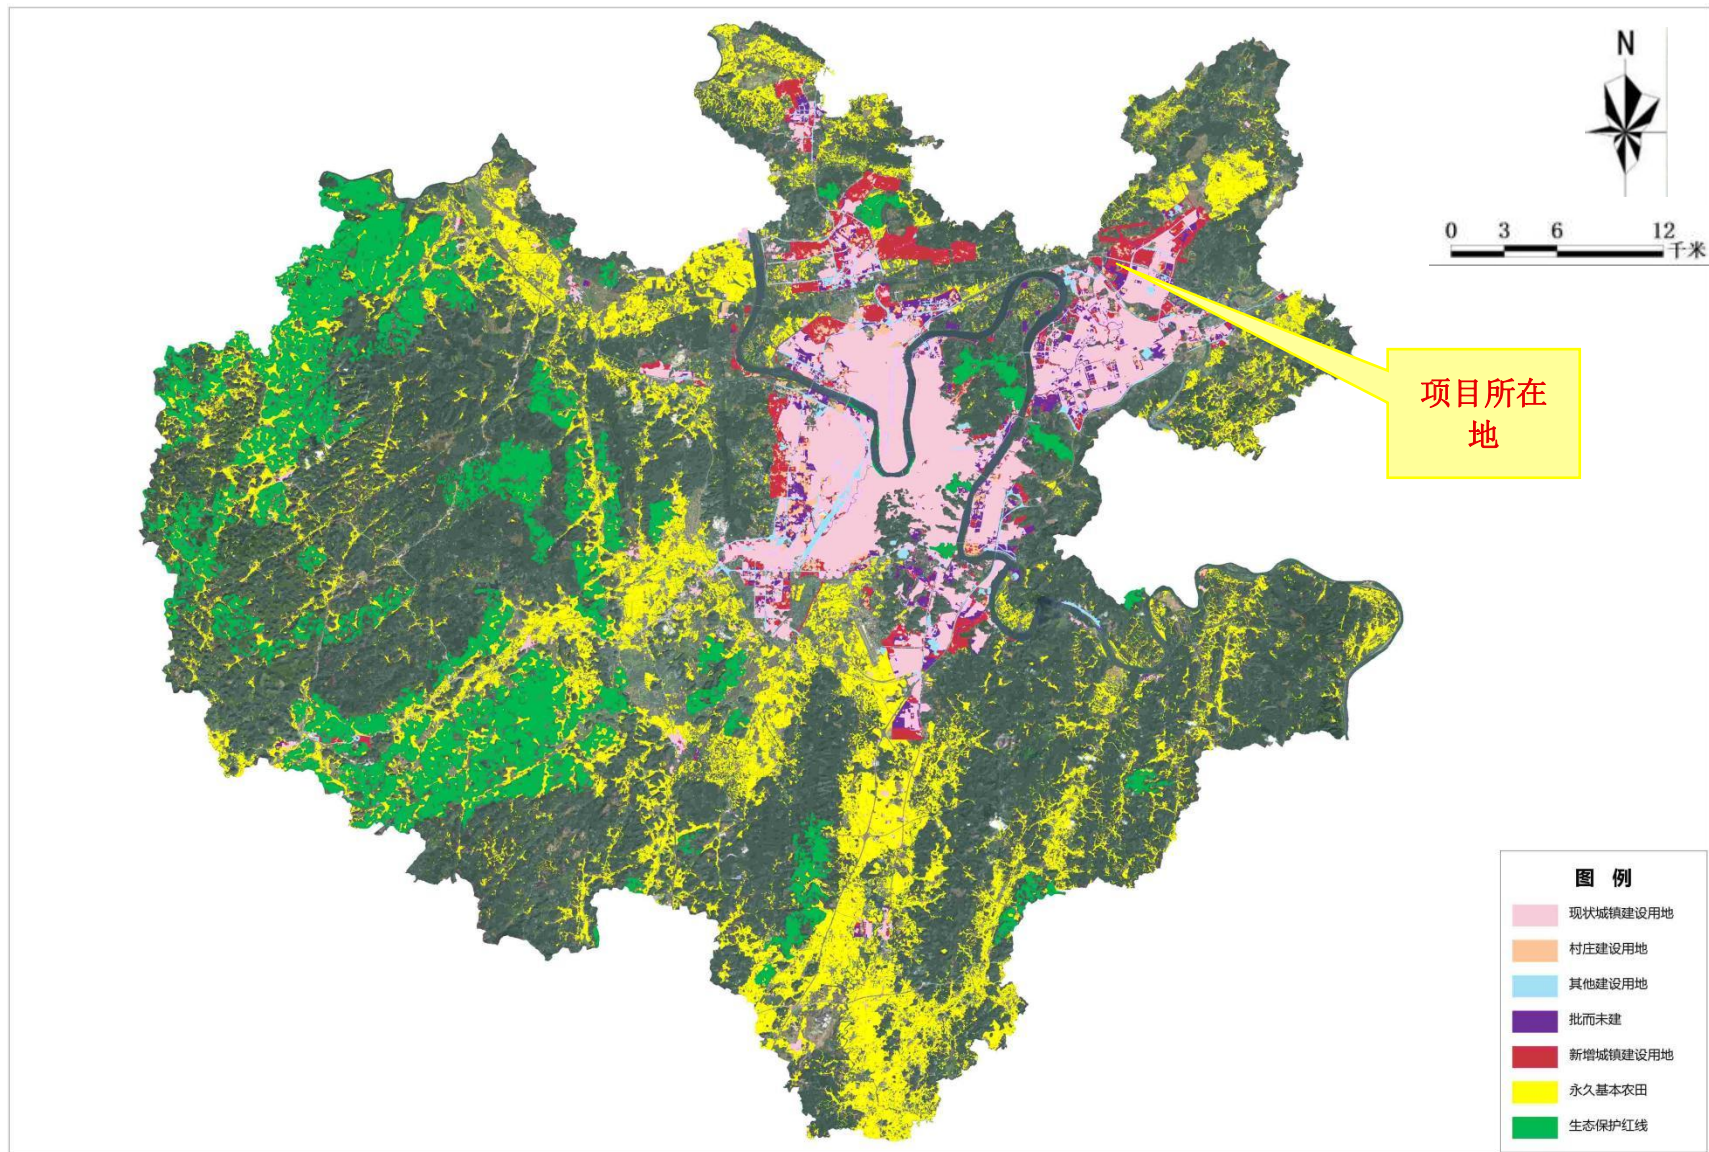 N
0 3 6 12
千米
项目所在
地
图 例
现状城镇建设用地
村庄建设用地
其他建设用地
批而未建
新增城镇建设用地
永久基本农田
生态保护红线